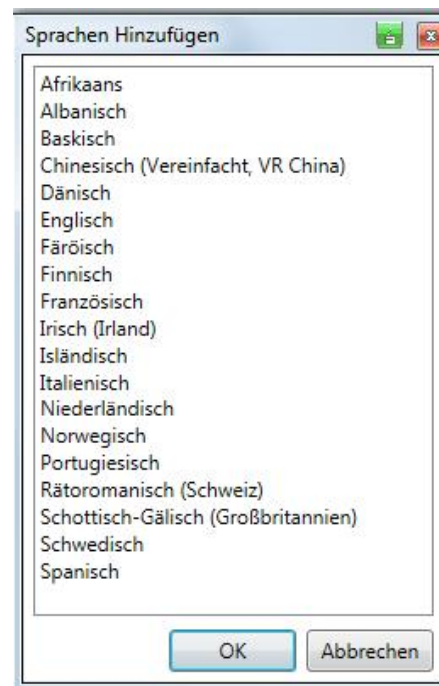 Sprachen Hinzufügen
Afrikaans
Albanisch
Baskisch
Chinesisch (Vereinfacht, VR China)
Dänisch
Englisch
Färöisch
Finnisch
Französisch
Irisch (Irland)
Isländisch
Italienisch
Niederländisch
Norwegisch
Portugiesisch
Rätoromanisch (Schweiz)
Schottisch-Gälisch (Großbritannien)
Schwedisch
Spanisch
OK Abbrechen